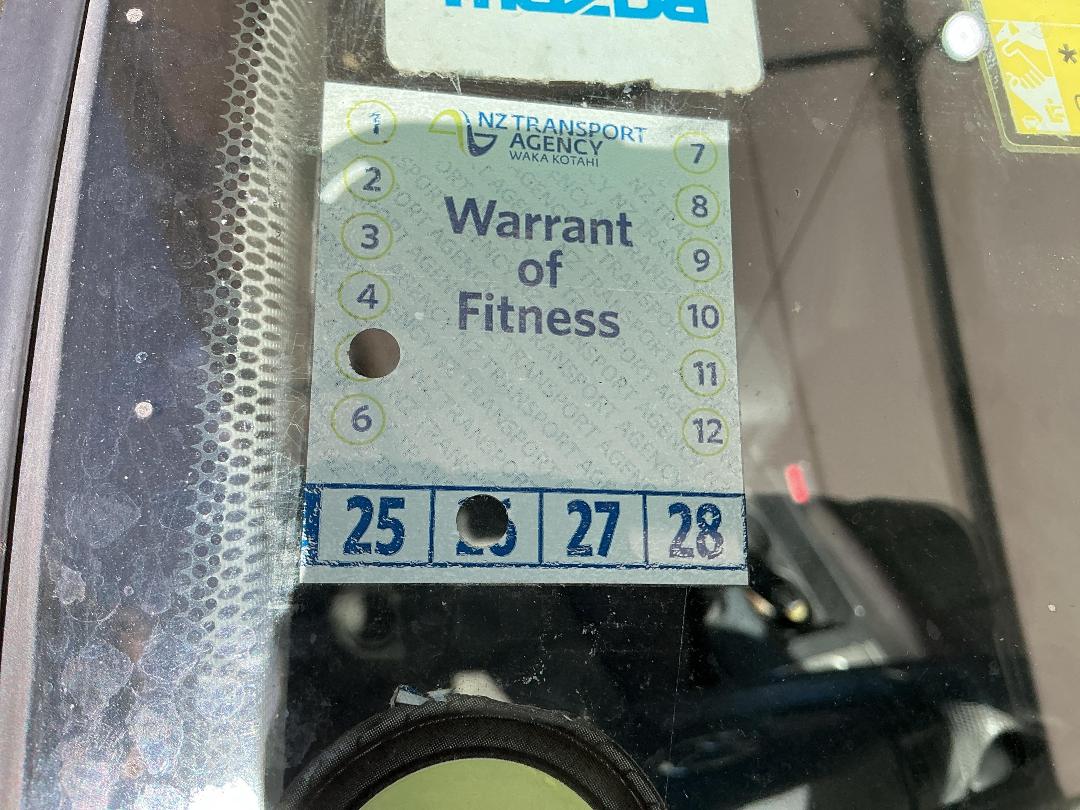 mazda
1
NZ TRANSPORT
AGENCY
WAKA KOTAHI
7
2
8
Warrant
3
of
9
4
Fitness
10
11
6
12
25
27
28
*